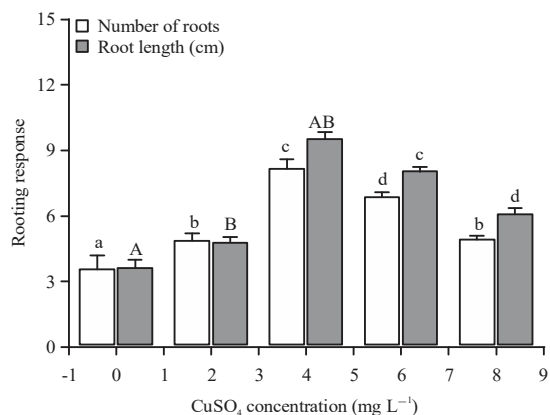 15
12
9
6
3
0
Rooting response
Number of roots
Root length (cm)
a A b B c AB d c b d
-1 0 1 2 3 4 5 6 7 8 9
CuSO₄ concentration (mg L⁻¹)